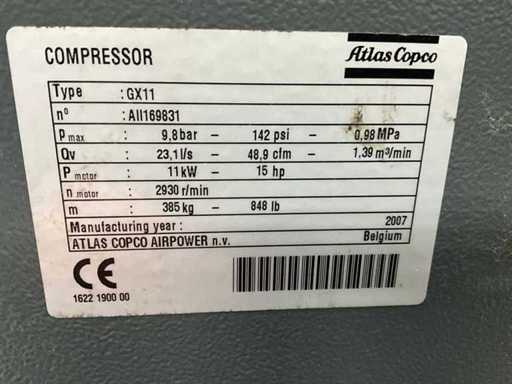 COMPRESSOR Atlas Copco
Type : GX11
nº : AII169831
P max : 9,8 bar – 142 psi – 0,98 MPa
Qv : 23,1 l/s – 48,9 cfm – 1,39 m³/min
P motor : 11 kW – 15 hp
n motor : 2930 r/min
m : 385 kg – 848 lb
Manufacturing year : 2007
ATLAS COPCO AIRPOWER n.v. Belgium
CE
1622 1900 00